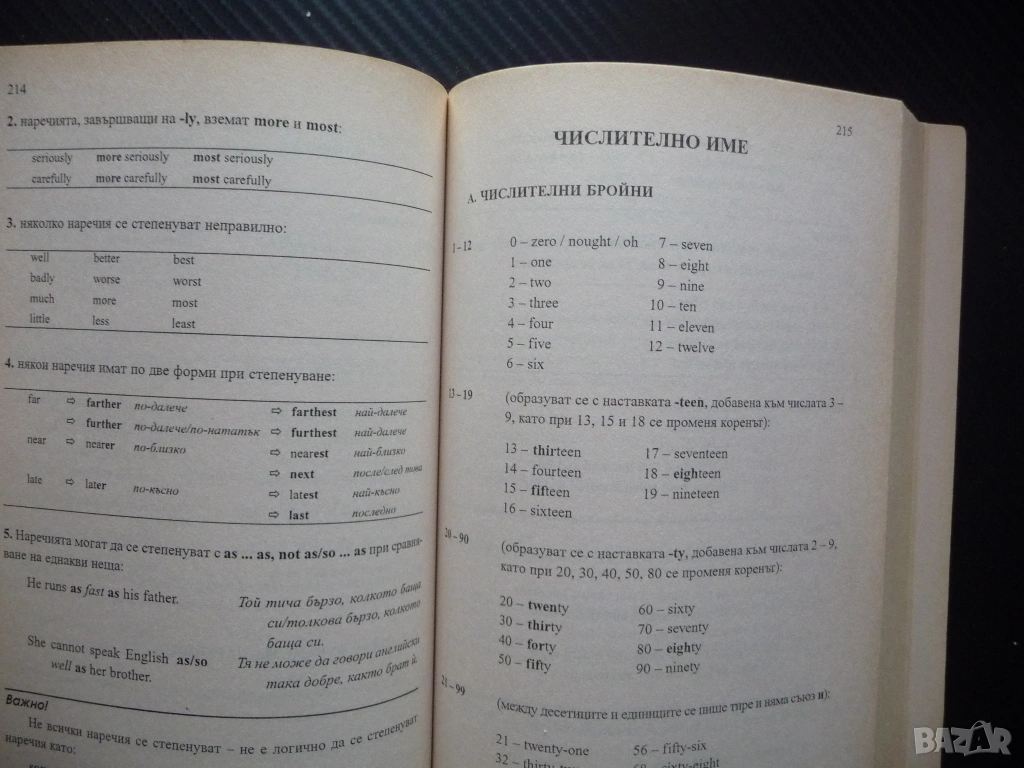 214
2. наречията, завършващи на -ly, вземат more и most:
seriously more seriously most seriously
carefully more carefully most carefully
3. няколко наречия се степенуват неправилно:
well better best
badly worse worst
much more most
little less least
4. някои наречия имат по две форми при степенуване:
far ⇨ farther по-далече ⇨ farthest най-далече
⇨ further по-далече/по-нататък ⇨ furthest най-далече
near ⇨ nearer по-близко ⇨ nearest най-близко
⇨ next после/след това
late ⇨ later по-късно ⇨ latest най-късно
⇨ last последно
5. Наречията могат да се степенуват с as ... as, not as/so ... as при сравня-
ване на еднакви неща:
He runs as fast as his father. Той тича бързо, колкото баща
си/толкова бързо, колкото
баща си.
She cannot speak English as/so Тя не може да говори английски
well as her brother. така добре, както брат й.
Важно!
Не всички наречия се степенуват – не е логично да се степенуват
наречия като:
215
ЧИСЛИТЕЛНО ИМЕ
А. ЧИСЛИТЕЛНИ БРОЙНИ
1–12
0 – zero / nought / oh 7 – seven
1 – one 8 – eight
2 – two 9 – nine
3 – three 10 – ten
4 – four 11 – eleven
5 – five 12 – twelve
6 – six
13–19
(образуват се с наставката -teen, добавена към числата 3 –
9, като при 13, 15 и 18 се променя коренът):
13 – thirteen 17 – seventeen
14 – fourteen 18 – eighteen
15 – fifteen 19 – nineteen
16 – sixteen
20–90
(образуват се с наставката -ty, добавена към числата 2 – 9,
като при 20, 30, 40, 50, 80 се променя коренът):
20 – twenty 60 – sixty
30 – thirty 70 – seventy
40 – forty 80 – eighty
50 – fifty 90 – ninety
21–99
(между десетиците и единиците се пише тире и няма съюз и):
21 – twenty-one 56 – fifty-six
32 – thirty-two 68 – sixty-eight
BAZAR